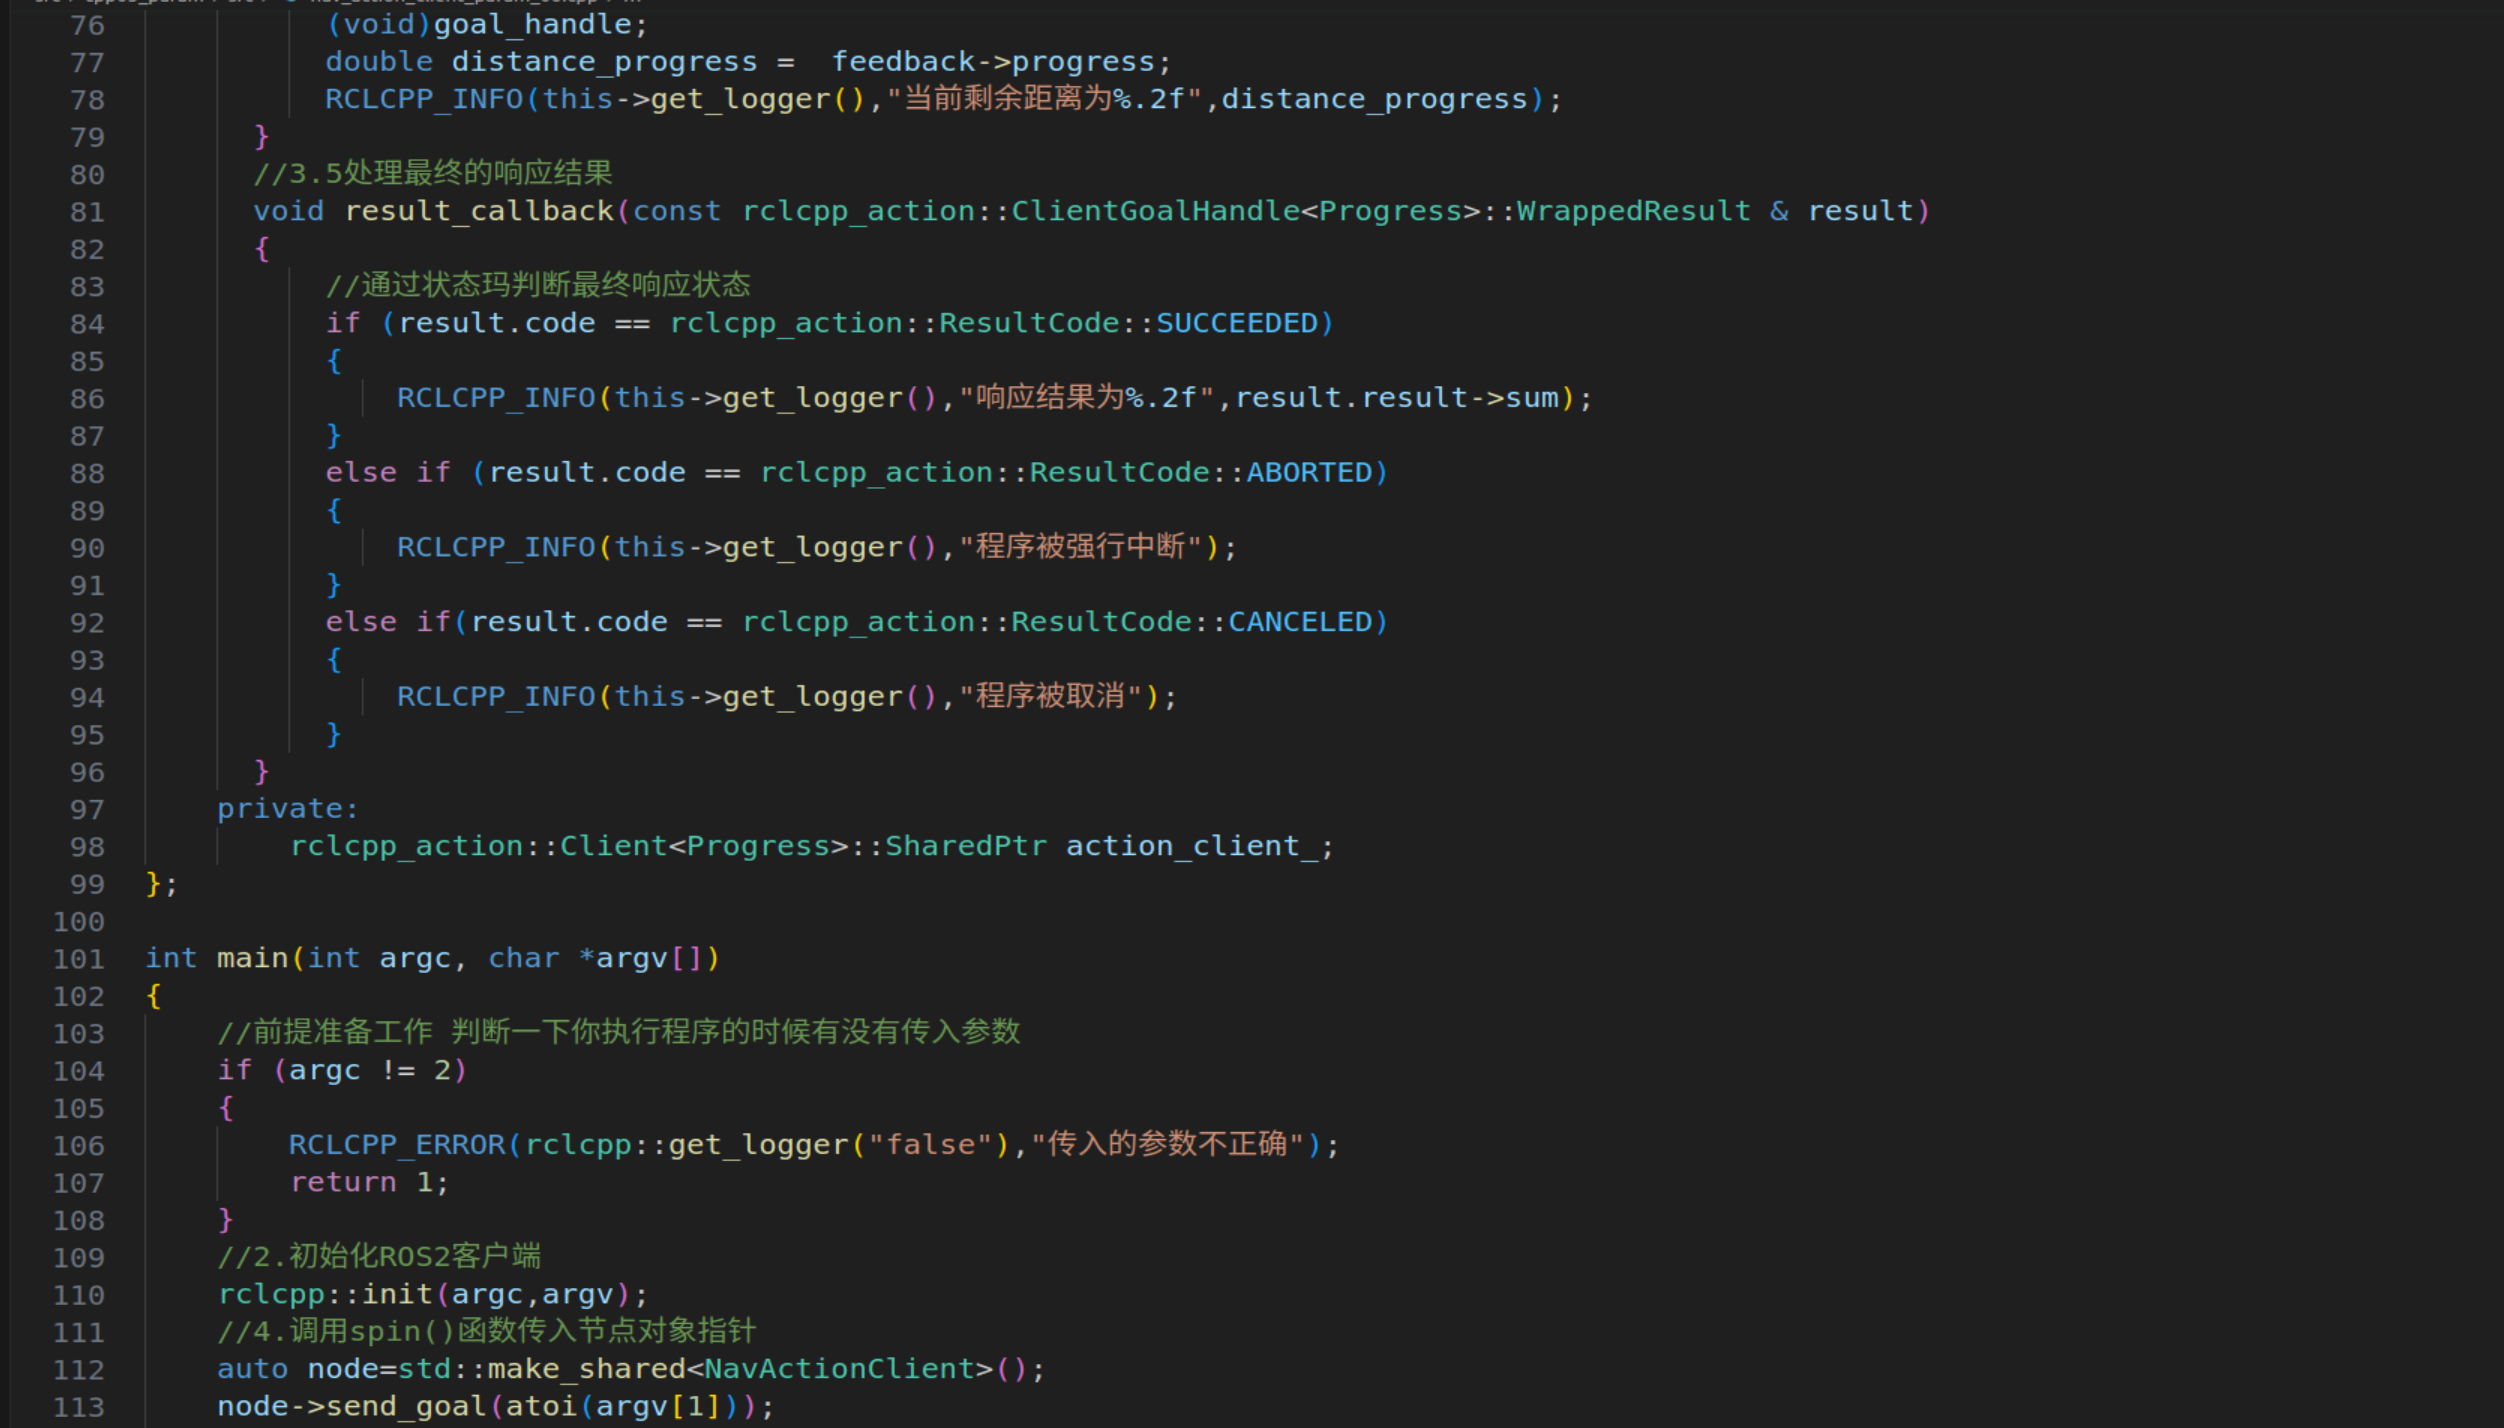 76 (void)goal_handle;
77 double distance_progress =  feedback->progress;
78 RCLCPP_INFO(this->get_logger(),"当前剩余距离为%.2f",distance_progress);
79 }
80 //3.5处理最终的响应结果
81 void result_callback(const rclcpp_action::ClientGoalHandle<Progress>::WrappedResult & result)
82 {
83 //通过状态玛判断最终响应状态
84 if (result.code == rclcpp_action::ResultCode::SUCCEEDED)
85 {
86 RCLCPP_INFO(this->get_logger(),"响应结果为%.2f",result.result->sum);
87 }
88 else if (result.code == rclcpp_action::ResultCode::ABORTED)
89 {
90 RCLCPP_INFO(this->get_logger(),"程序被强行中断");
91 }
92 else if(result.code == rclcpp_action::ResultCode::CANCELED)
93 {
94 RCLCPP_INFO(this->get_logger(),"程序被取消");
95 }
96 }
97 private:
98 rclcpp_action::Client<Progress>::SharedPtr action_client_;
99 };
100
101 int main(int argc, char *argv[])
102 {
103 //前提准备工作 判断一下你执行程序的时候有没有传入参数
104 if (argc != 2)
105 {
106 RCLCPP_ERROR(rclcpp::get_logger("false"),"传入的参数不正确");
107 return 1;
108 }
109 //2.初始化ROS2客户端
110 rclcpp::init(argc,argv);
111 //4.调用spin()函数传入节点对象指针
112 auto node=std::make_shared<NavActionClient>();
113 node->send_goal(atoi(argv[1]));